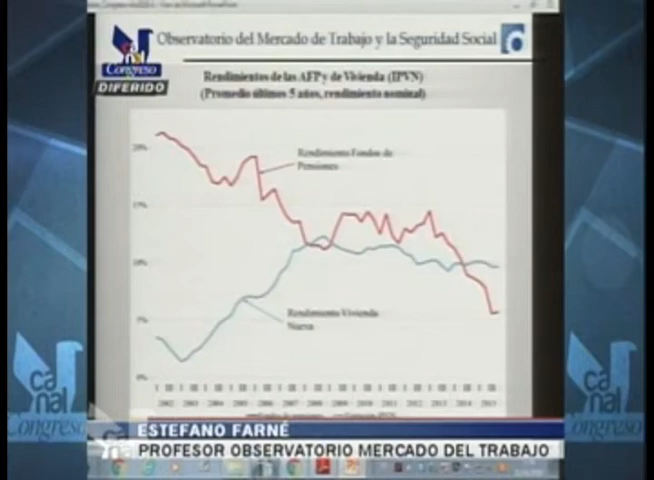 Observatorio del Mercado de Trabajo y la Seguridad Social 6
Congreso
DIFERIDO
Rendimientos de las AFP y de Vivienda (IPVN)
(Promedio últimos 5 años, rendimiento nominal)
Rendimiento Fondos de
Pensiones
Rendimiento Vivienda
Nueva
20%
15%
10%
5%
0%
2002 2003 2004 2005 2006 2007 2008 2009 2010 2011 2012 2013 2014 2015
canal
Congreso
canal
Congreso
ESTEFANO FARNÉ
PROFESOR OBSERVATORIO MERCADO DEL TRABAJO